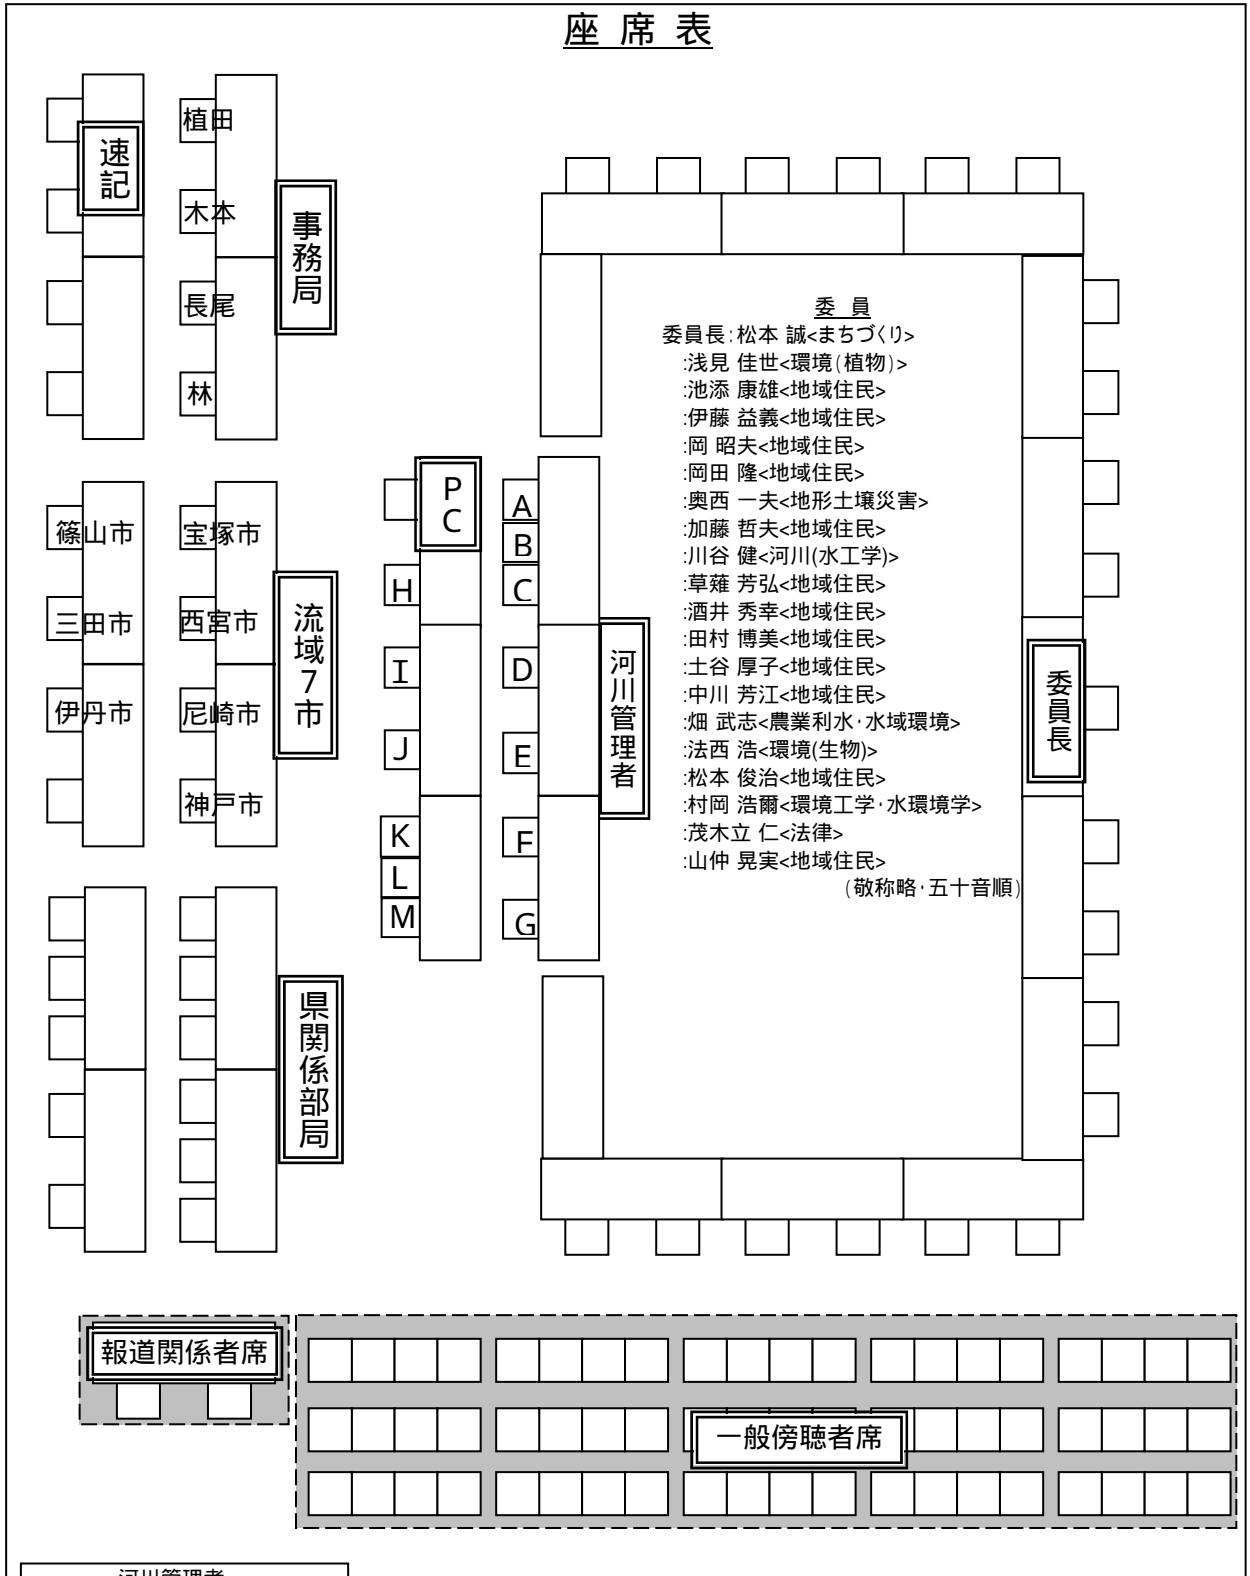 座席表
速記
植田
木本
長尾
林
事務局
委員
委員長:松本 誠<まちづくり>
:浅見 佳世<環境(植物)>
:池添 康雄<地域住民>
:伊藤 益義<地域住民>
:岡 昭夫<地域住民>
:岡田 隆<地域住民>
:奥西 一夫<地形土壌災害>
:加藤 哲夫<地域住民>
:川谷 健<河川(水工学)>
:草薙 芳弘<地域住民>
:酒井 秀幸<地域住民>
:田村 博美<地域住民>
:土谷 厚子<地域住民>
:中川 芳江<地域住民>
:畑 武志<農業利水・水域環境>
:法西 浩<環境(生物)>
:松本 俊治<地域住民>
:村岡 浩爾<環境工学・水環境学>
:茂木立 仁<法律>
:山仲 晃実<地域住民>
(敬称略・五十音順)
篠山市
三田市
伊丹市
宝塚市
西宮市
尼崎市
神戸市
流域7市
PC
H
I
J
K
L
M
A
B
C
D
E
F
G
河川管理者
委員長
県関係部局
報道関係者席
一般傍聴者席
河川管理者